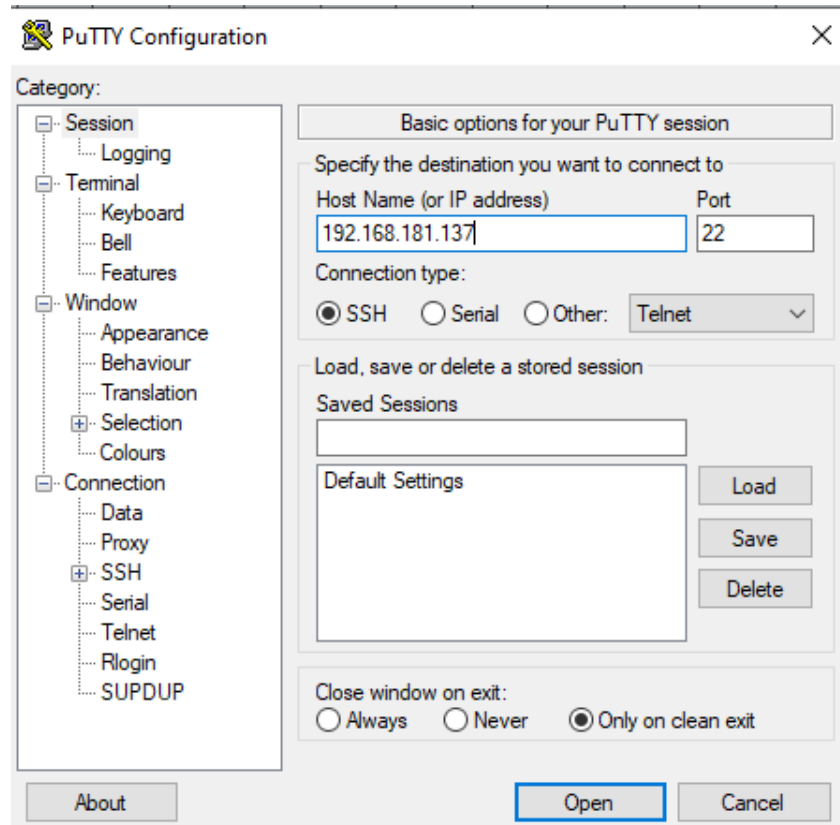 PuTTY Configuration
Category:
Session
Logging
Terminal
Keyboard
Bell
Features
Window
Appearance
Behaviour
Translation
Selection
Colours
Connection
Data
Proxy
SSH
Serial
Telnet
Rlogin
SUPDUP
Basic options for your PuTTY session
Specify the destination you want to connect to
Host Name (or IP address) Port
192.168.181.137 22
Connection type:
SSH Serial Other: Telnet
Load, save or delete a stored session
Saved Sessions
Default Settings
Load
Save
Delete
Close window on exit:
Always Never Only on clean exit
About Open Cancel